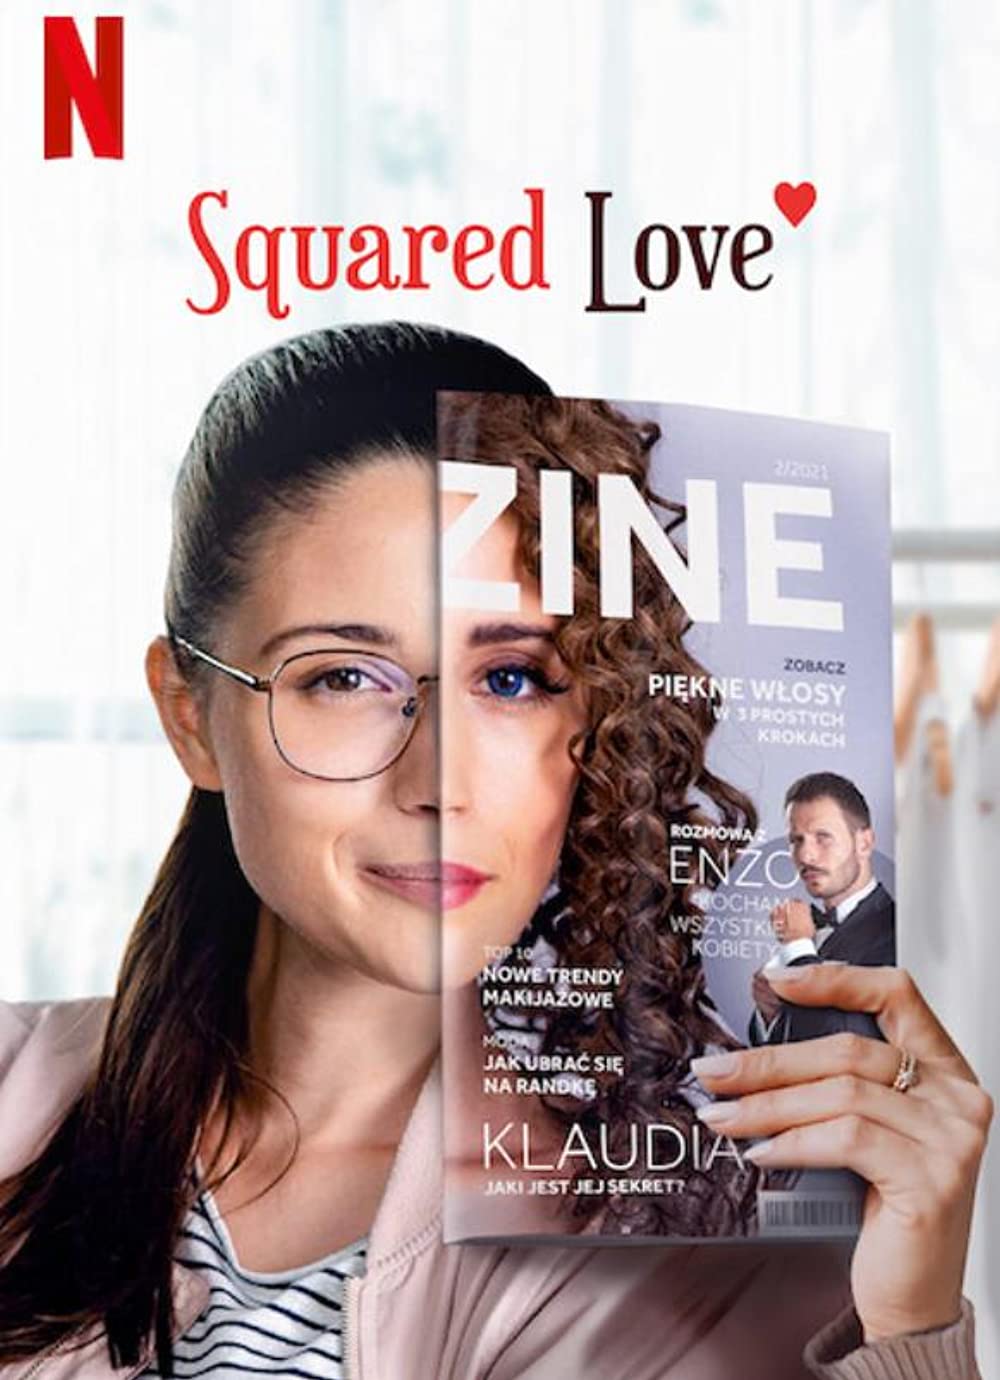 N
Squared Love
2/2021
ZINE
ZOBACZ
PIĘKNE WŁOSY
W 3 PROSTYCH
KROKACH
ROZMOWA Z
ENZO
KOCHAM
WSZYSTKIE
KOBIETY
TOP 10
NOWE TRENDY
MAKIJAŻOWE
MODA
JAK UBRAĆ SIĘ
NA RANDKĘ
KLAUDIA
JAKI JEST JEJ SEKRET?